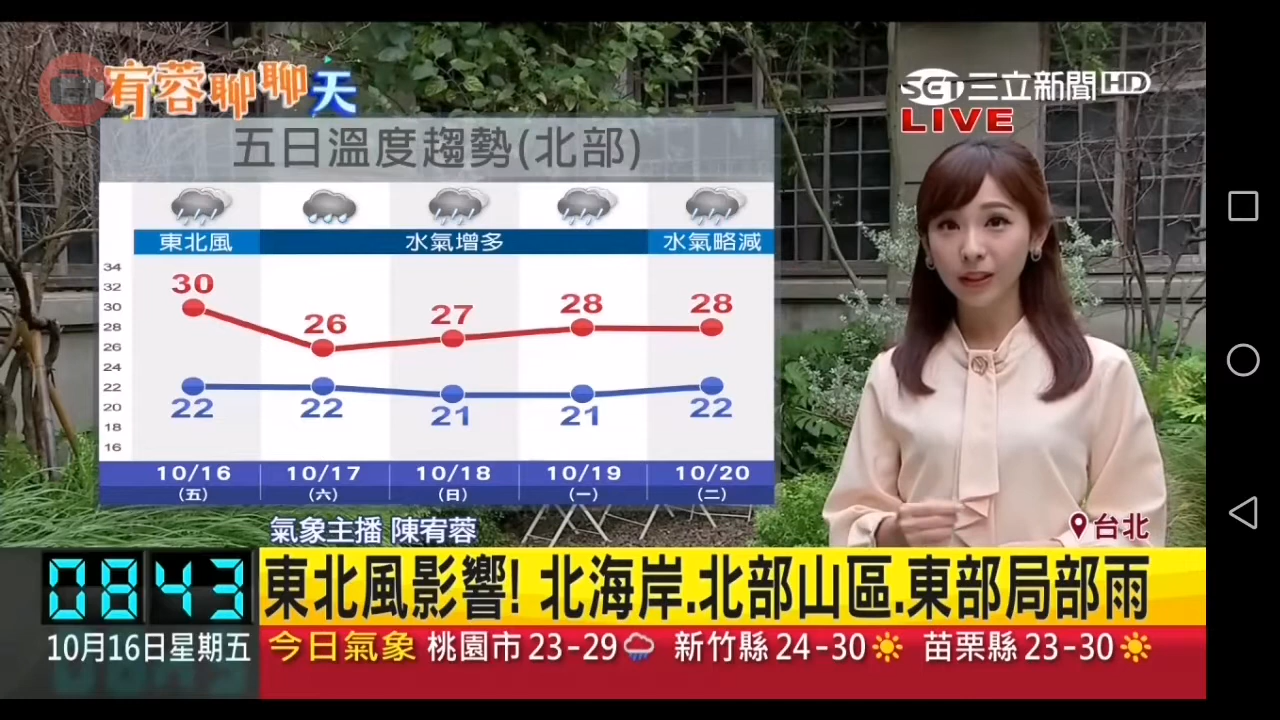 宥蓉聊聊天
SET三立新聞HD
LIVE
五日溫度趨勢(北部)
東北風 水氣增多 水氣略減
34
32
30
28
26
24
22
20
18
16
30 26 27 28 28
22 22 21 21 22
10/16 10/17 10/18 10/19 10/20
(五) (六) (日) (一) (二)
氣象主播 陳宥蓉
台北
08 43
東北風影響! 北海岸.北部山區.東部局部雨
10月16日星期五
今日氣象 桃園市 23-29 新竹縣 24-30 苗栗縣 23-30